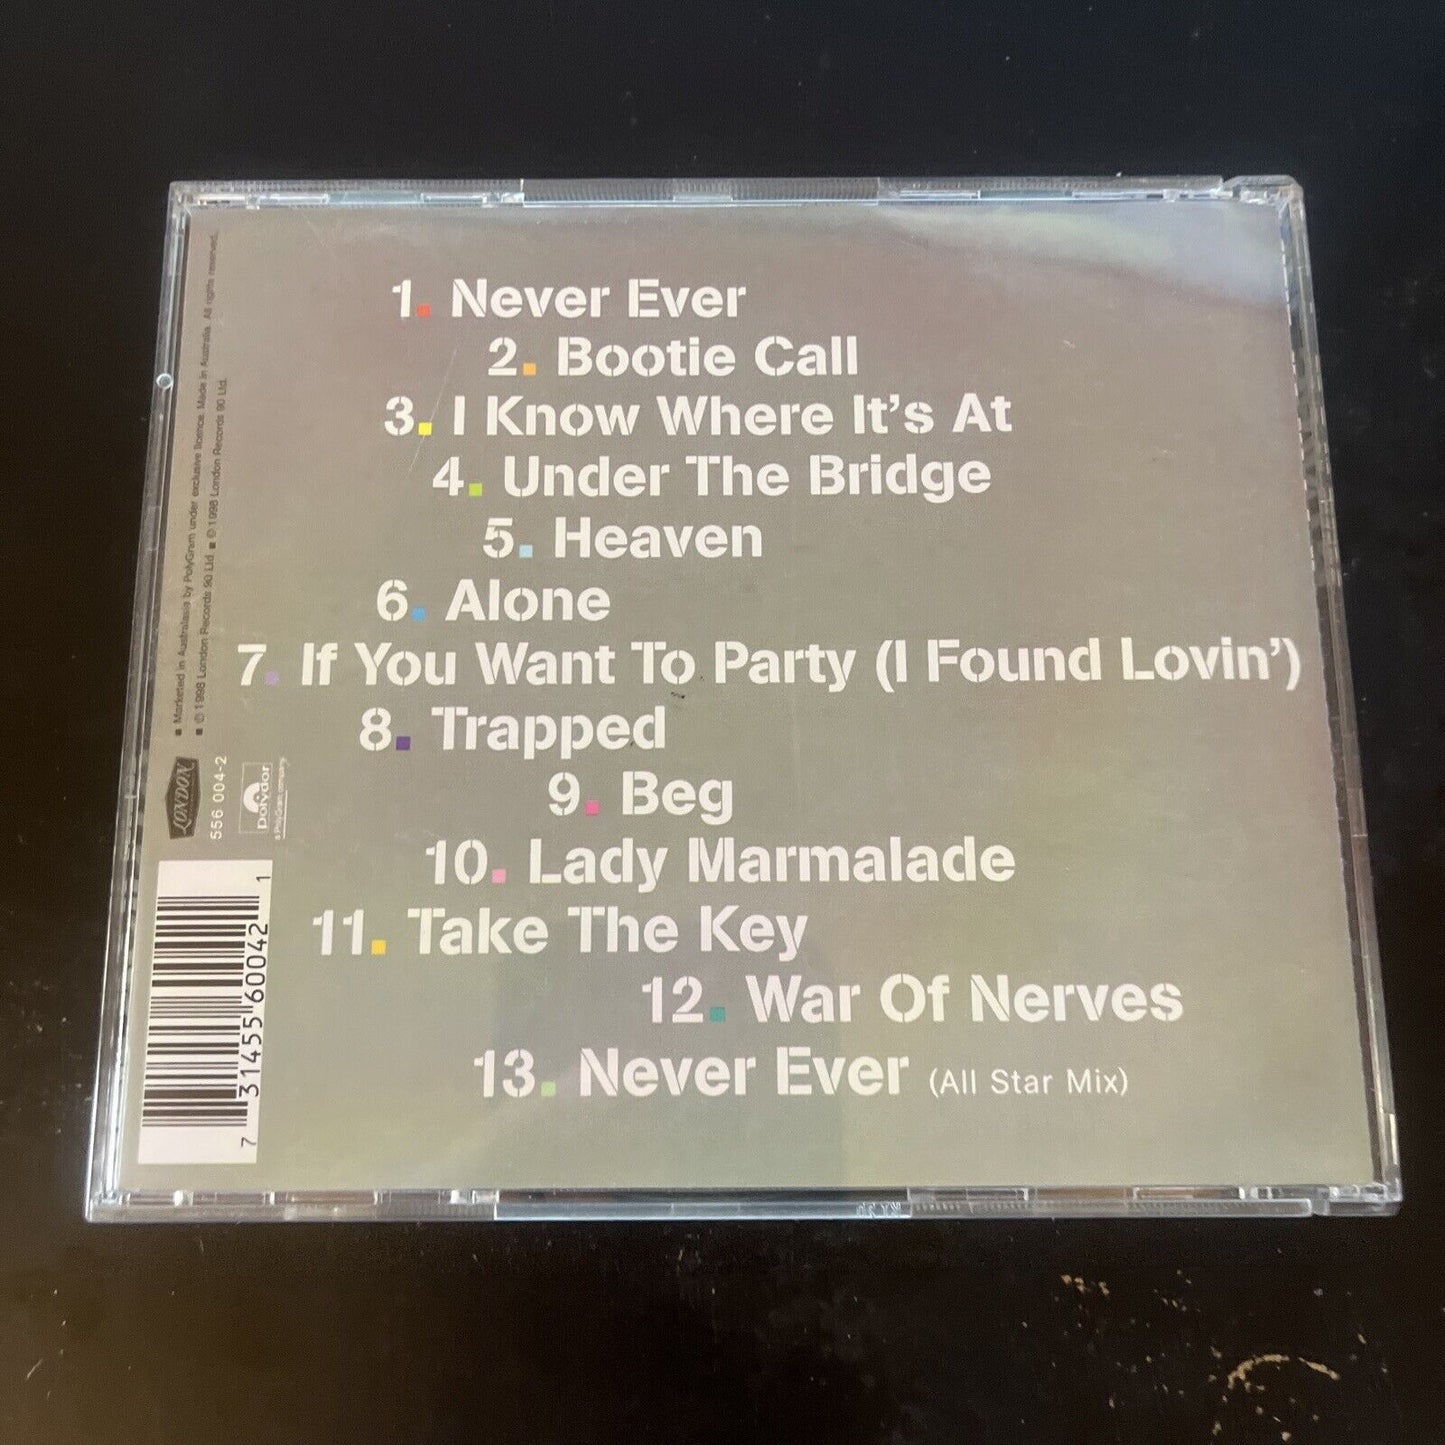 1. Never Ever
2. Bootie Call
3. I Know Where It's At
4. Under The Bridge
5. Heaven
6. Alone
7. If You Want To Party (I Found Lovin')
8. Trapped
9. Beg
10. Lady Marmalade
11. Take The Key
12. War Of Nerves
13. Never Ever (All Star Mix)
■ Marketed in Australasia by PolyGram under exclusive licence. Made in Australia. All rights reserved.
■ ℗ 1998 London Records 90 Ltd. ■ © 1998 London Records 90 Ltd.
LONDON
556 004-2
Polydor
a PolyGram company
7 31455 60042 1